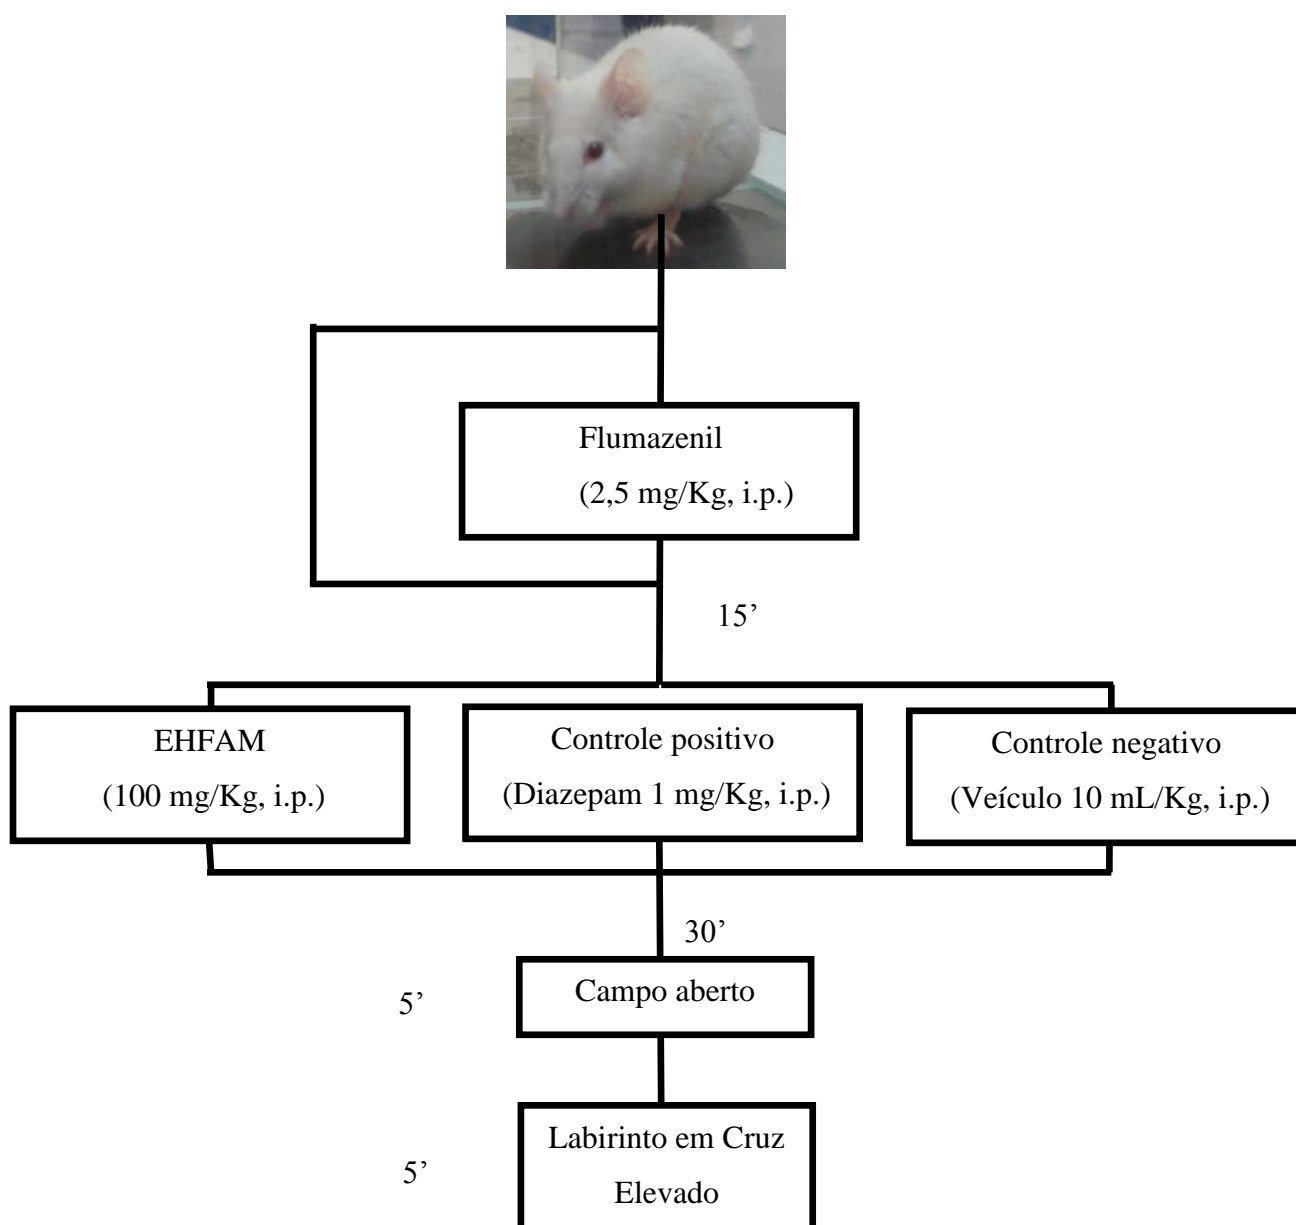 Flumazenil
(2,5 mg/Kg, i.p.)
15’
EHFAM
(100 mg/Kg, i.p.)
Controle positivo
(Diazepam 1 mg/Kg, i.p.)
Controle negativo
(Veículo 10 mL/Kg, i.p.)
30’
Campo aberto
5’
Labirinto em Cruz
Elevado
5’